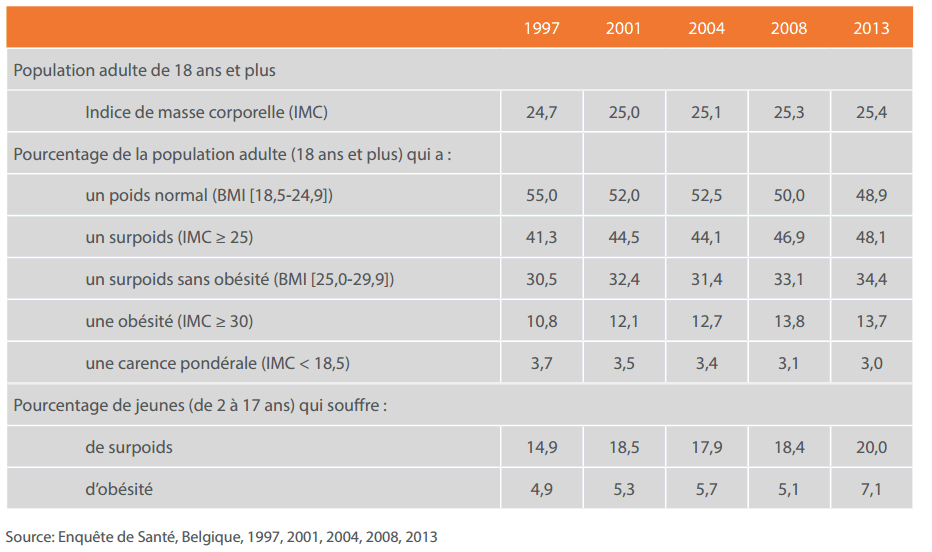 1997 2001 2004 2008 2013
Population adulte de 18 ans et plus
Indice de masse corporelle (IMC) 24,7 25,0 25,1 25,3 25,4
Pourcentage de la population adulte (18 ans et plus) qui a :
un poids normal (BMI [18,5-24,9]) 55,0 52,0 52,5 50,0 48,9
un surpoids (IMC ≥ 25) 41,3 44,5 44,1 46,9 48,1
un surpoids sans obésité (BMI [25,0-29,9]) 30,5 32,4 31,4 33,1 34,4
une obésité (IMC ≥ 30) 10,8 12,1 12,7 13,8 13,7
une carence pondérale (IMC < 18,5) 3,7 3,5 3,4 3,1 3,0
Pourcentage de jeunes (de 2 à 17 ans) qui souffre :
de surpoids 14,9 18,5 17,9 18,4 20,0
d’obésité 4,9 5,3 5,7 5,1 7,1
Source: Enquête de Santé, Belgique, 1997, 2001, 2004, 2008, 2013